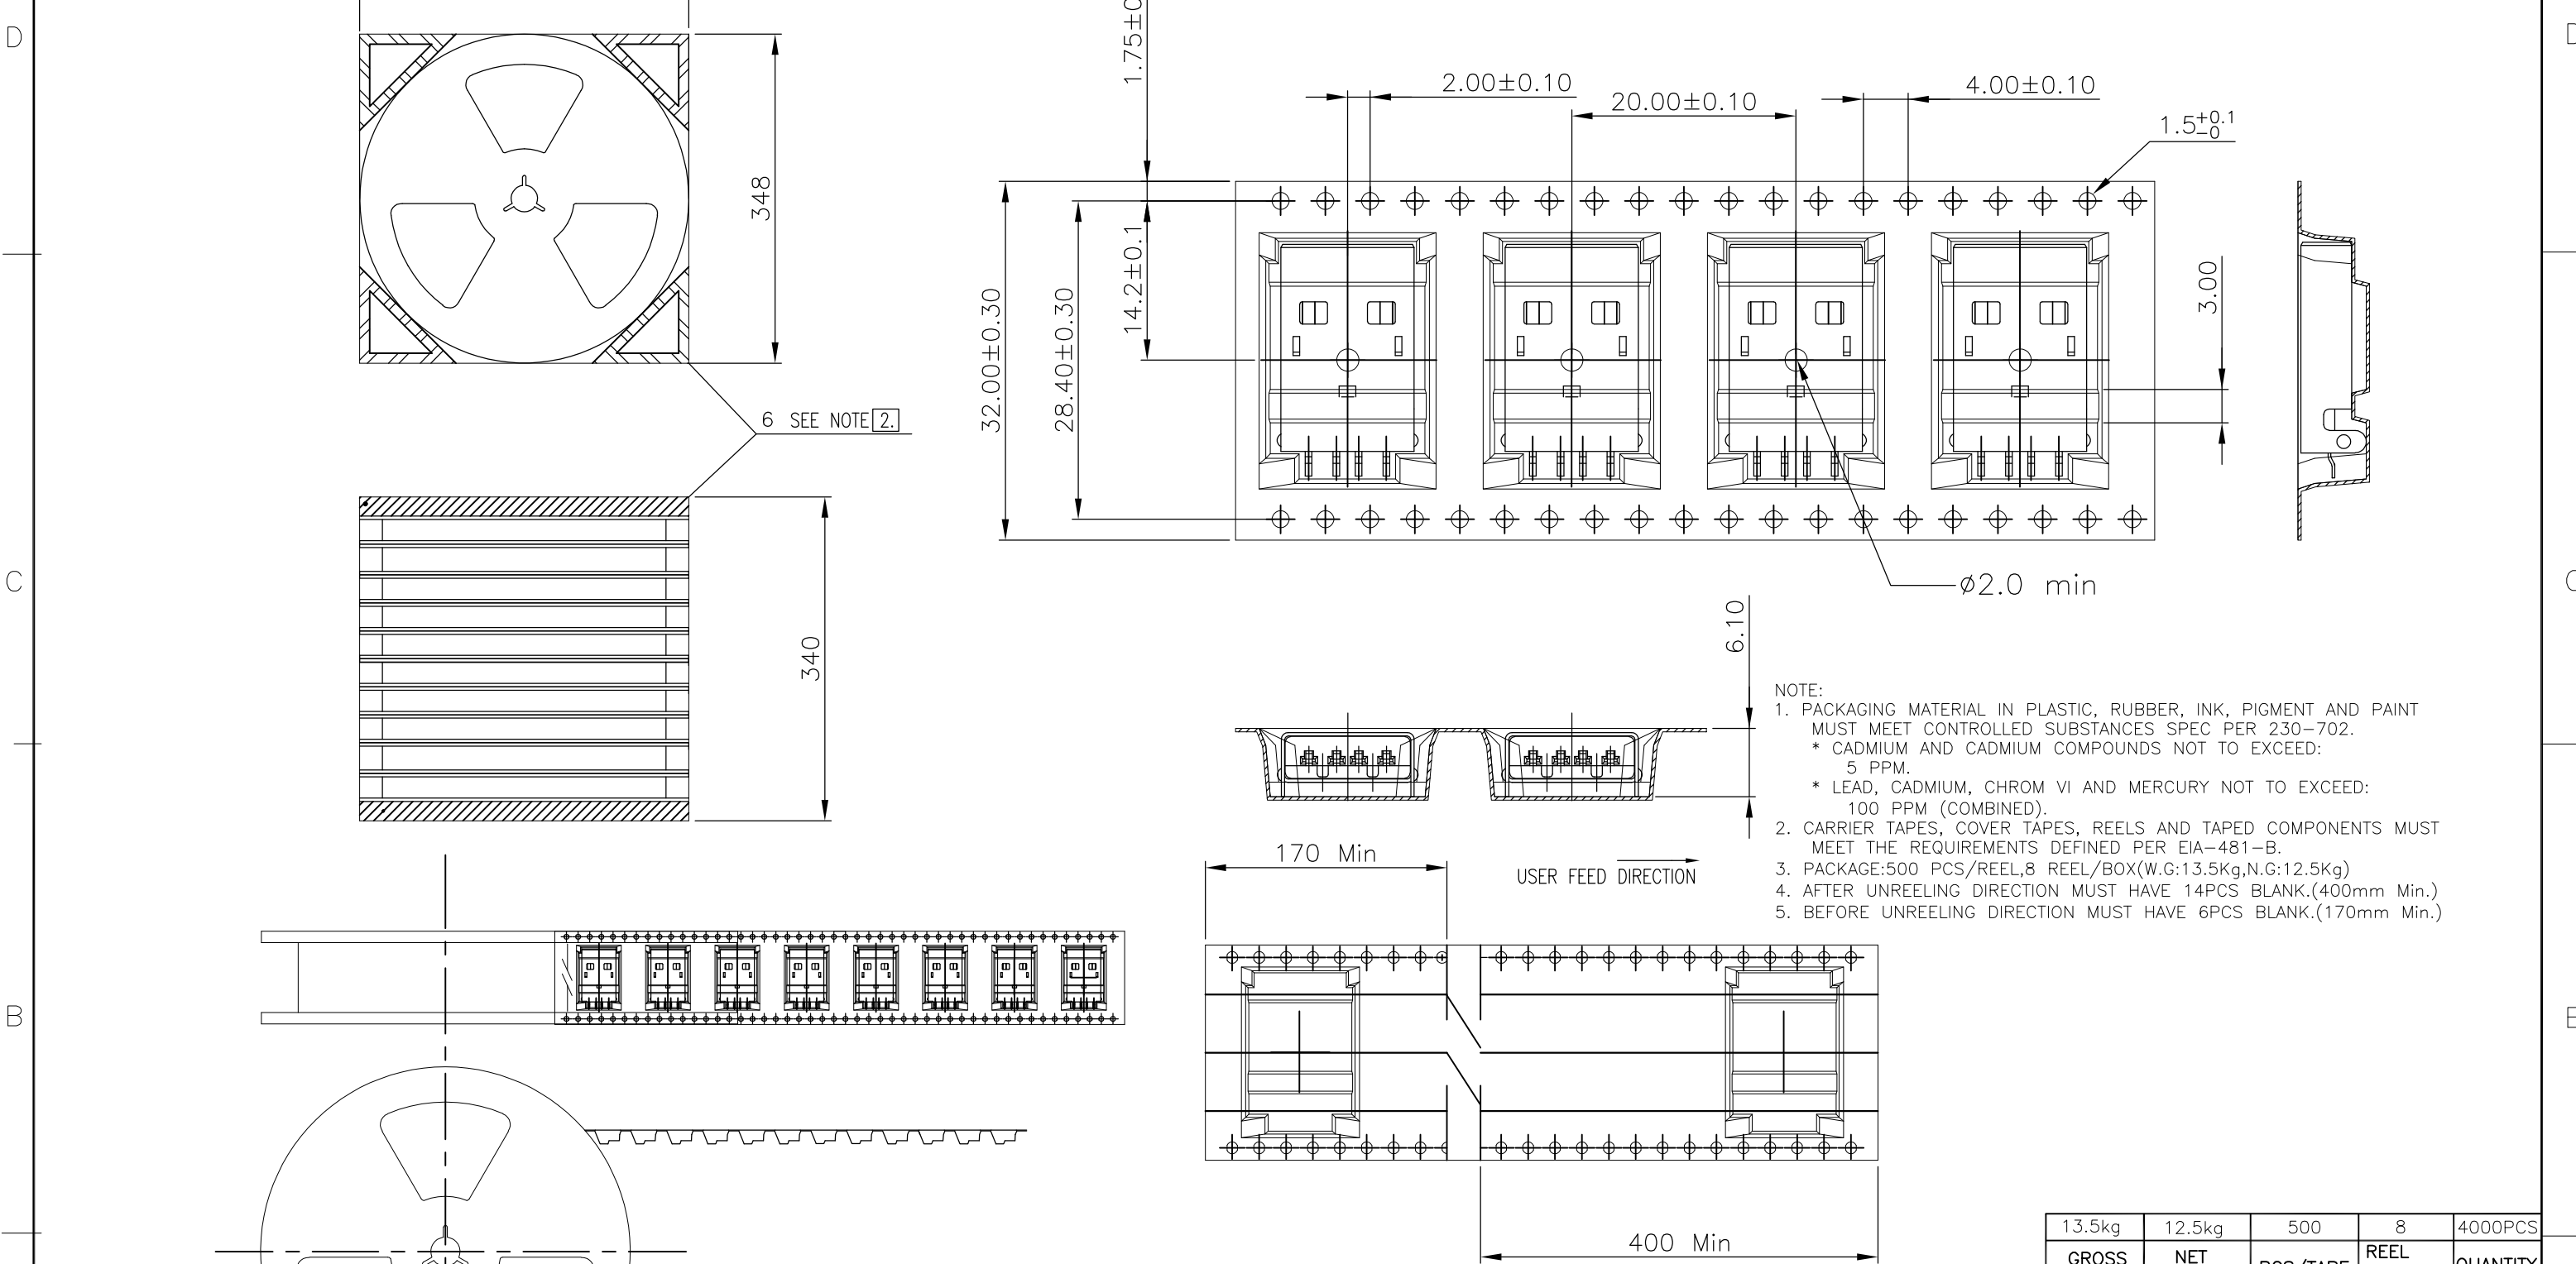 D
D
1.75±0
2.00±0.10
20.00±0.10
4.00±0.10
1.5+0.1
-0
348
32.00±0.30
28.40±0.30
14.2±0.1
3.00
6 SEE NOTE 2.
ø2.0 min
C
C
340
6.10
NOTE:
1. PACKAGING MATERIAL IN PLASTIC, RUBBER, INK, PIGMENT AND PAINT
MUST MEET CONTROLLED SUBSTANCES SPEC PER 230-702.
* CADMIUM AND CADMIUM COMPOUNDS NOT TO EXCEED:
5 PPM.
* LEAD, CADMIUM, CHROM VI AND MERCURY NOT TO EXCEED:
100 PPM (COMBINED).
2. CARRIER TAPES, COVER TAPES, REELS AND TAPED COMPONENTS MUST
MEET THE REQUIREMENTS DEFINED PER EIA-481-B.
3. PACKAGE:500 PCS/REEL,8 REEL/BOX(W.G:13.5Kg,N.G:12.5Kg)
4. AFTER UNREELING DIRECTION MUST HAVE 14PCS BLANK.(400mm Min.)
5. BEFORE UNREELING DIRECTION MUST HAVE 6PCS BLANK.(170mm Min.)
170 Min
USER FEED DIRECTION
B
400 Min
13.5kg 12.5kg 500 8 4000PCS
GROSS NET PCS/TAPE REEL QUANTITY